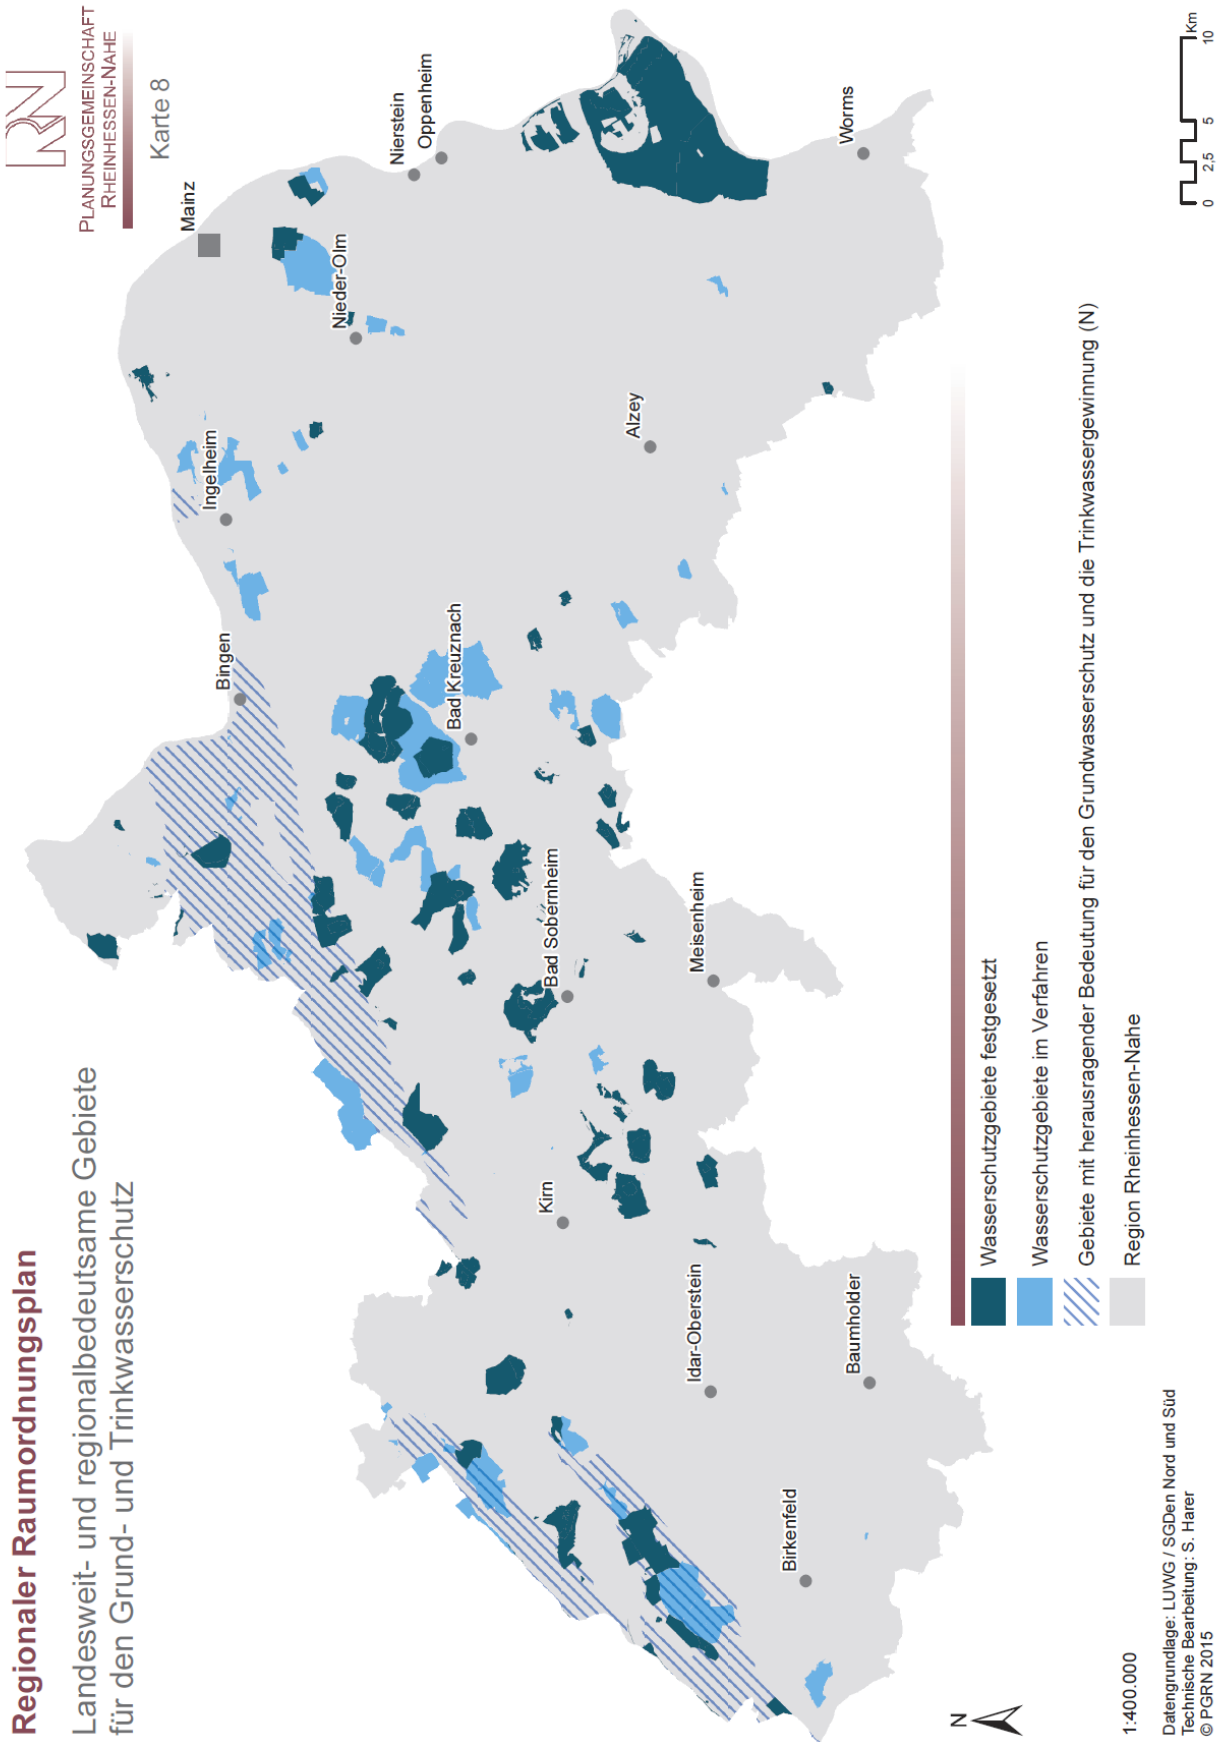 Regionaler Raumordnungsplan
Landesweit- und regionalbedeutsame Gebiete
für den Grund- und Trinkwasserschutz
RN
PLANUNGSGEMEINSCHAFT
RHEINHESSEN-NAHE
Karte 8
Mainz
Nierstein
Oppenheim
Nieder-Olm
Ingelheim
Bingen
Worms
Alzey
Bad Kreuznach
Bad Sobernheim
Meisenheim
Kirn
Idar-Oberstein
Baumholder
Birkenfeld
Wasserschutzgebiete festgesetzt
Wasserschutzgebiete im Verfahren
Gebiete mit herausragender Bedeutung für den Grundwasserschutz und die Trinkwassergewinnung (N)
Region Rheinhessen-Nahe
N
1:400.000
Datengrundlage: LUWG / SGDen Nord und Süd
Technische Bearbeitung: S. Harer
© PGRN 2015
0 2,5 5 10
Km